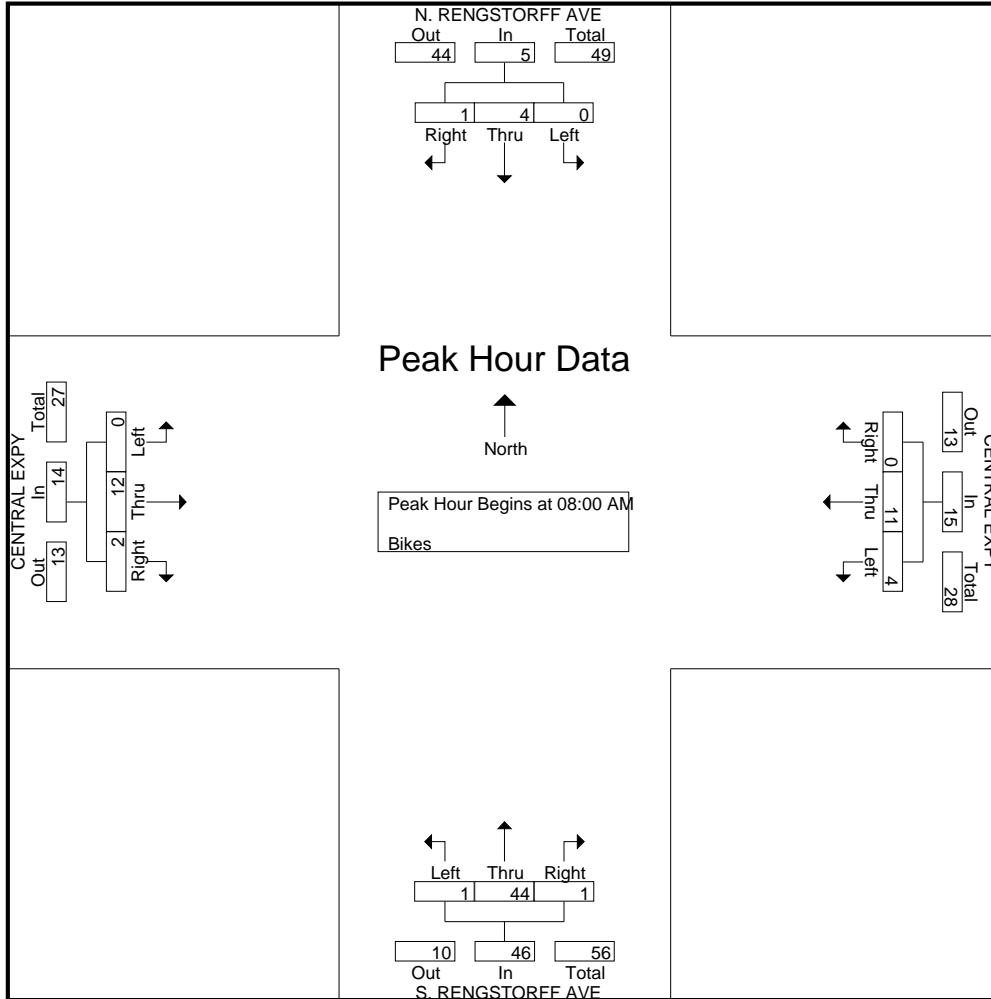 N. RENGSTORFF AVE
Out In Total
44 5 49
1 4 0
Right Thru Left
Peak Hour Data
North
Peak Hour Begins at 08:00 AM
Bikes
CENTRAL EXPY
Out In Total
13 14 27
Right Thru Left
2 12 0
CENTRAL EXPY
Out In Total
13 15 28
Right Thru Left
0 11 4
Left Thru Right
1 44 1
10 46 56
Out In Total
S. RENGSTORFF AVE